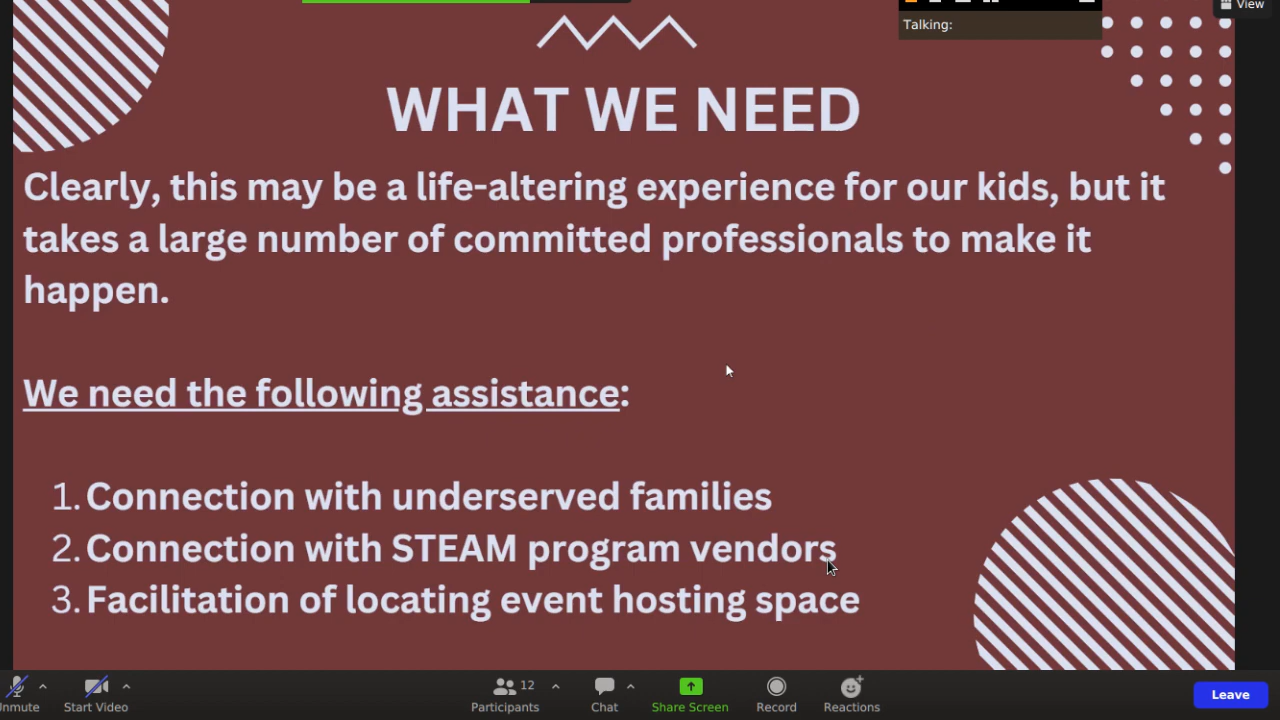 View
Talking:
WHAT WE NEED
Clearly, this may be a life-altering experience for our kids, but it
takes a large number of committed professionals to make it
happen.
We need the following assistance:
1. Connection with underserved families
2. Connection with STEAM program vendors
3. Facilitation of locating event hosting space
Unmute
Start Video
12
Participants
Chat
Share Screen
Record
Reactions
Leave